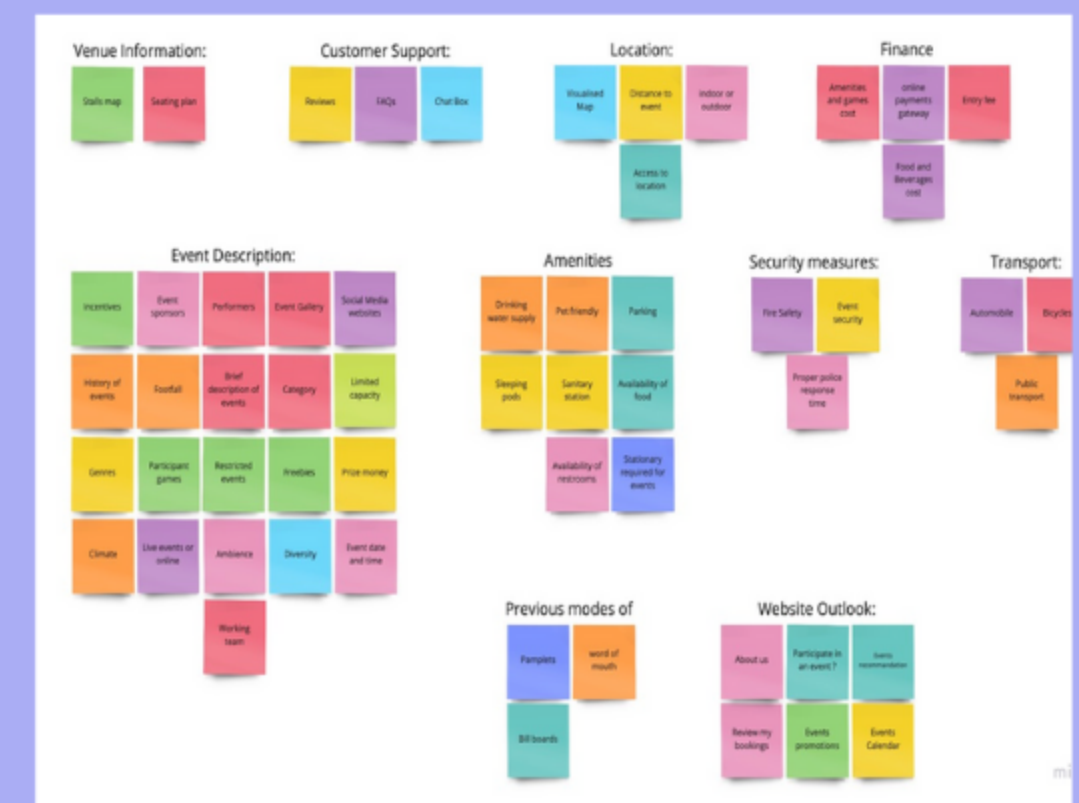 Venue Information:
Stalls map
Seating plan
Customer Support:
Reviews
FAQs
Chat Box
Location:
Visualised
Map
Distance to
event
indoor or
outdoor
Access to
location
Finance
Amenities
and games
cost
online
payments
gateway
Entry fee
Food and
Beverages
cost
Event Description:
Incentives
Event
sponsors
Performers
Event Gallery
Social Media
websites
History of
events
Footfall
Brief
description of
events
Category
Limited
capacity
Genres
Participant
games
Restricted
events
Freebies
Prize money
Climate
Live events or
online
Ambience
Diversity
Event date
and time
Working
team
Amenities
Drinking
water supply
Pet friendly
Parking
Sleeping
pods
Sanitary
station
Availability of
food
Availability of
restrooms
Stationary
required for
events
Security measures:
Fire Safety
Event
security
Proper police
response
time
Transport:
Automobile
Bicycles
Public
transport
Previous modes of
Pamplets
word of
mouth
Bill boards
Website Outlook:
About us
Participate in
an event ?
Events
recommendation
Review my
bookings
Events
promotions
Events
Calendar
mi